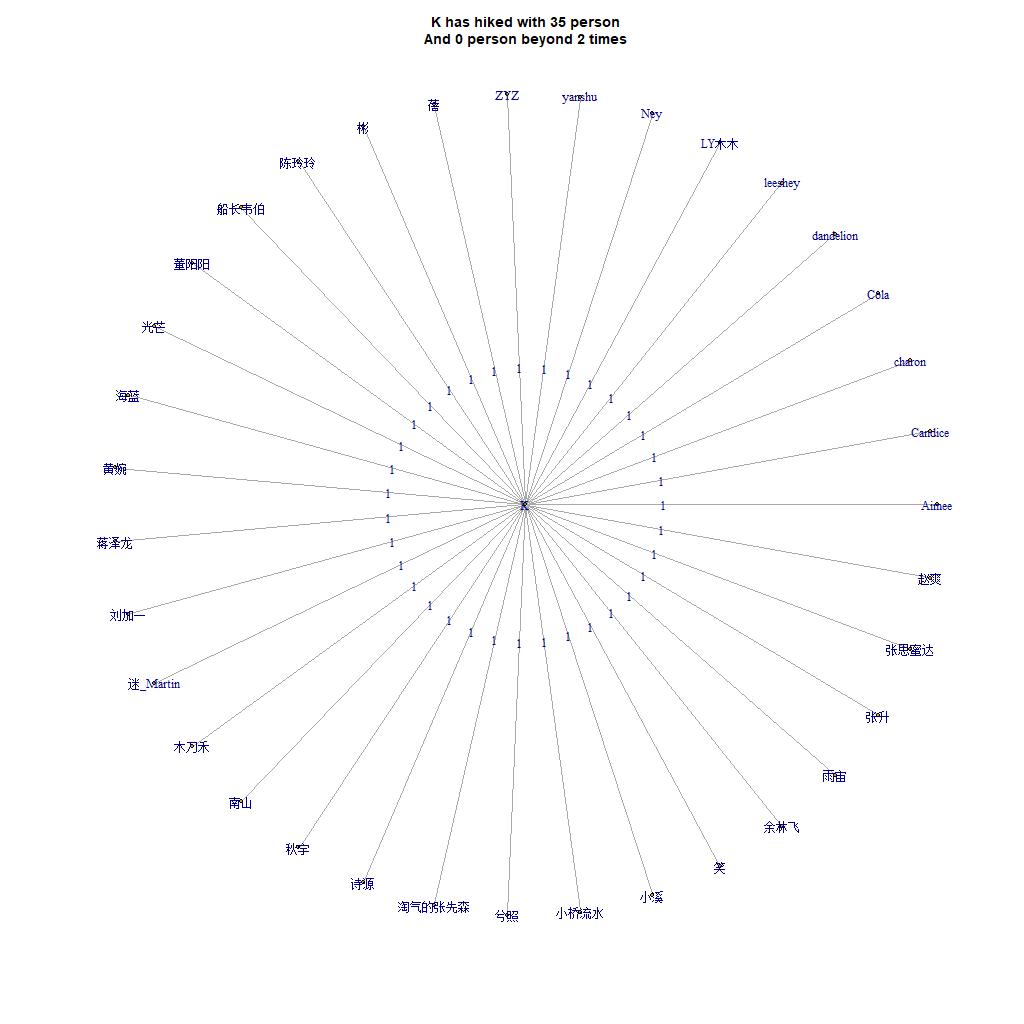 K has hiked with 35 person
And 0 person beyond 2 times
ZYZ
yanshu
蓿
Ney
彬
LY木木
陈玲玲
leeshey
船长韦伯
dandelion
董阳阳
Cola
光芒
charon
1
1
1
1
1
1
1
1
1
海蓝
1
1
1
1
1
Candice
1
1
1
黄婉
1
1
1
K
1
Aimee
1
1
蒋泽龙
1
1
1
赵爽
1
1
1
1
1
刘加一
1
1
1
1
1
1
1
1
张思蜜达
迷_Martin
张升
木乃禾
雨宙
南山
余林飞
秋宇
笑
诗源
小溪
淘气的张先森
兮照
小桥流水